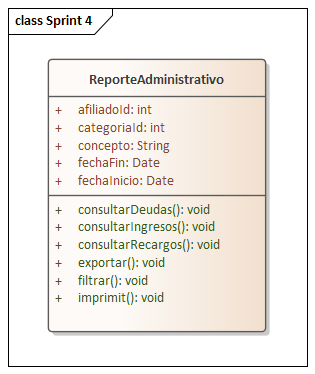 class Sprint 4
ReporteAdministrativo
+ afiliadoId: int
+ categoriaId: int
+ concepto: String
+ fechaFin: Date
+ fechaInicio: Date
+ consultarDeudas(): void
+ consultarIngresos(): void
+ consultarRecargos(): void
+ exportar(): void
+ filtrar(): void
+ imprimit(): void